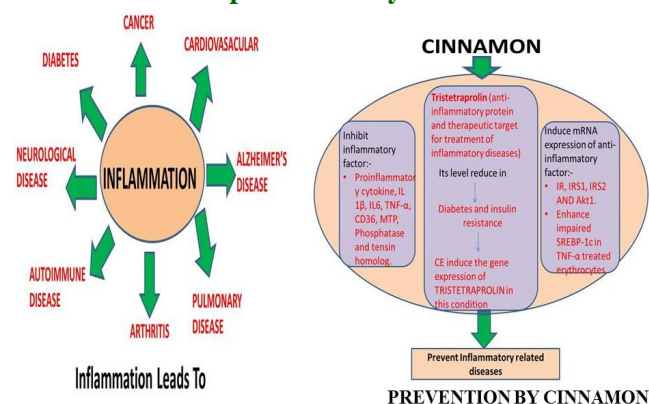 CANCER
CARDIOVASACULAR
DIABETES
NEUROLOGICAL
DISEASE
INFLAMMATION
ALZHEIMER'S
DISEASE
AUTOIMMUNE
DISEASE
PULMONARY
DISEASE
ARTHRITIS
Inflammation Leads To
CINNAMON
Inhibit
inflammatory
factor:-
• Proinflammator
y cytokine, IL
1β, IL6, TNF-α,
CD36, MTP,
Phosphatase
and tensin
homolog.
Tristetraprolin (anti-
inflammatory protein
and therapeutic target
for treatment of
inflammatory diseases)
Its level reduce in
Diabetes and insulin
resistance
CE induce the gene
expression of
TRISTETRAPROLIN in
this condition
Induce mRNA
expression of anti-
inflammatory
factor:-
• IR, IRS1, IRS2
AND Akt1.
• Enhance
impaired
SREBP-1c in
TNF-α treated
erythrocytes
Prevent Inflammatory related
diseases
PREVENTION BY CINNAMON